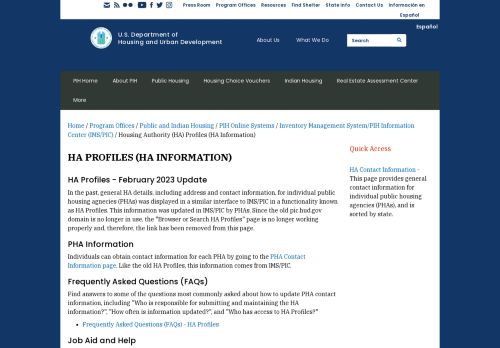 Press Room Program Offices Resources Find Shelter State Info Contact Us Información en Español
Español
U.S. Department of
Housing and Urban Development
About Us What We Do
Search
PIH Home About PIH Public Housing Housing Choice Vouchers Indian Housing Real Estate Assessment Center
More
Home / Program Offices / Public and Indian Housing / PIH Online Systems / Inventory Management System/PIH Information
Center (IMS/PIC) / Housing Authority (HA) Profiles (HA Information)
HA PROFILES (HA INFORMATION)
HA Profiles - February 2023 Update
In the past, general HA details, including address and contact information, for individual public
housing agnecies (PHAs) was displayed in a similar interface to IMS/PIC in a functionality known
as HA Profiles. This information was updated in IMS/PIC by PHAs. Since the old pic.hud.gov
domain is no longer in use, the "Browser or Search HA Profiles" page is no longer working
properly and, therefore, the link has been removed from this page.
PHA Information
Individuals can obtain contact information for each PHA by going to the PHA Contact
Information page. Like the old HA Profiles, this information comes from IMS/PIC.
Frequently Asked Questions (FAQs)
Find answers to some of the questions most commonly asked about how to update PHA contact
information, including "Who is responsible for submitting and maintaining the HA
information?", "How often is information updated?", and "Who has access to HA Profiles?"
Frequently Asked Questions (FAQs) - HA Profiles
Job Aid and Help
Quick Access
HA Contact Information -
This page provides general
contact information for
individual public housing
agencies (PHAs), and is
sorted by state.